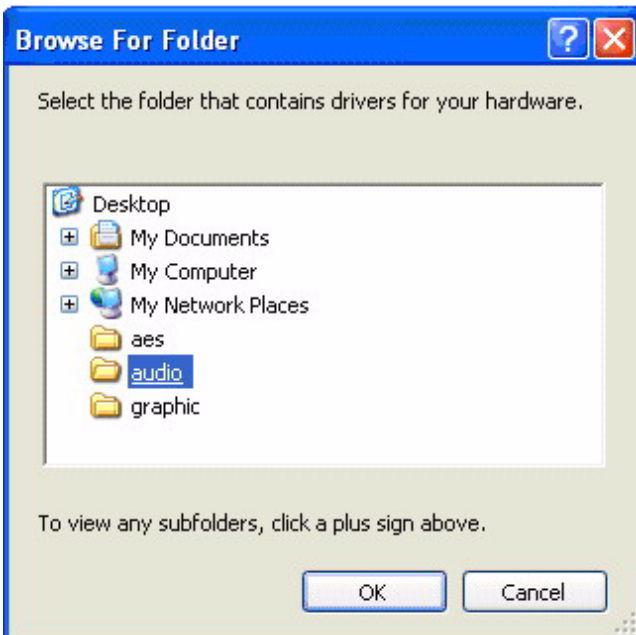 Browse For Folder
Select the folder that contains drivers for your hardware.
Desktop
My Documents
My Computer
My Network Places
aes
audio
graphic
To view any subfolders, click a plus sign above.
OK Cancel